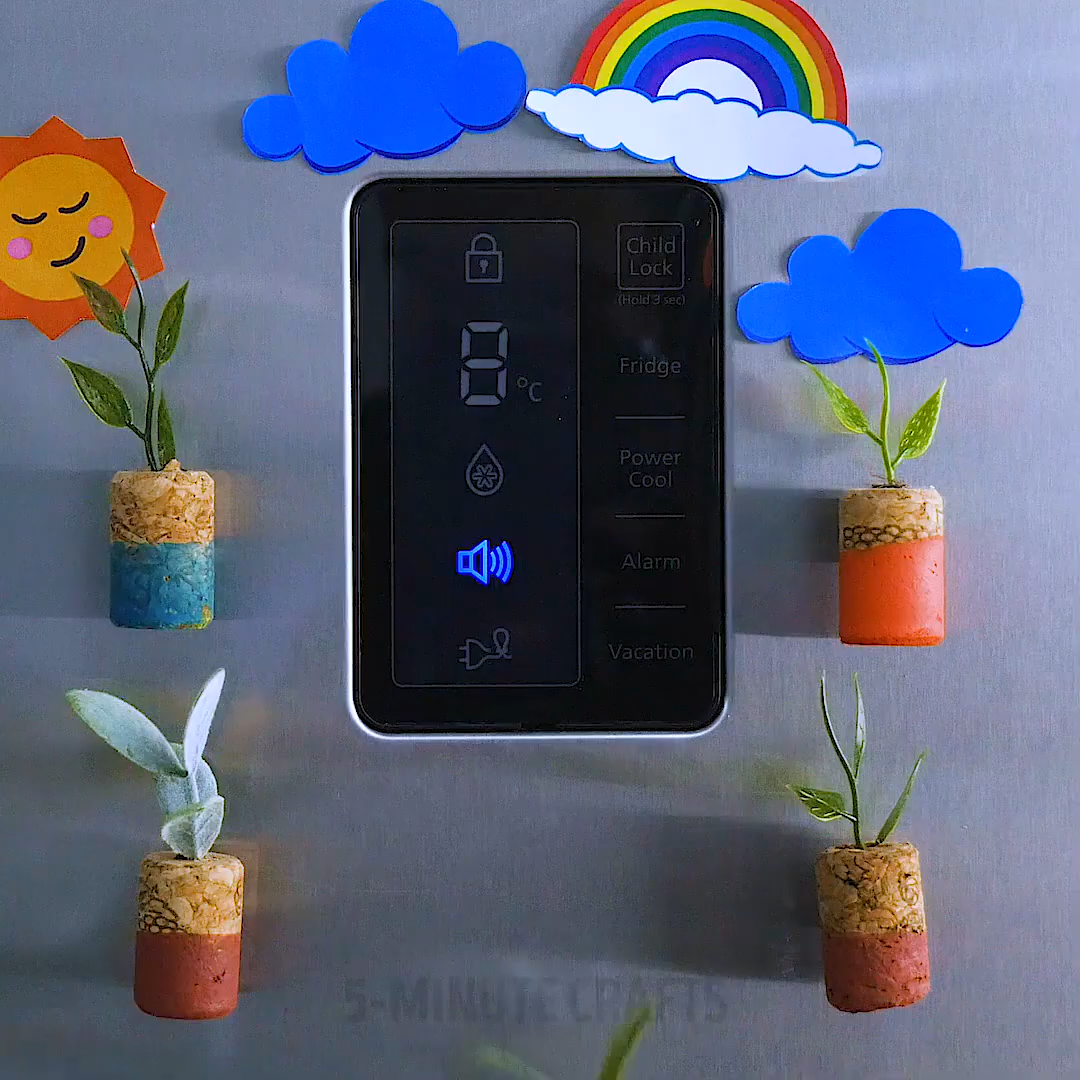 Child
Lock
(Hold 3 sec)
8 °C
Fridge
Power
Cool
Alarm
Vacation
5-MINUTE CRAFTS